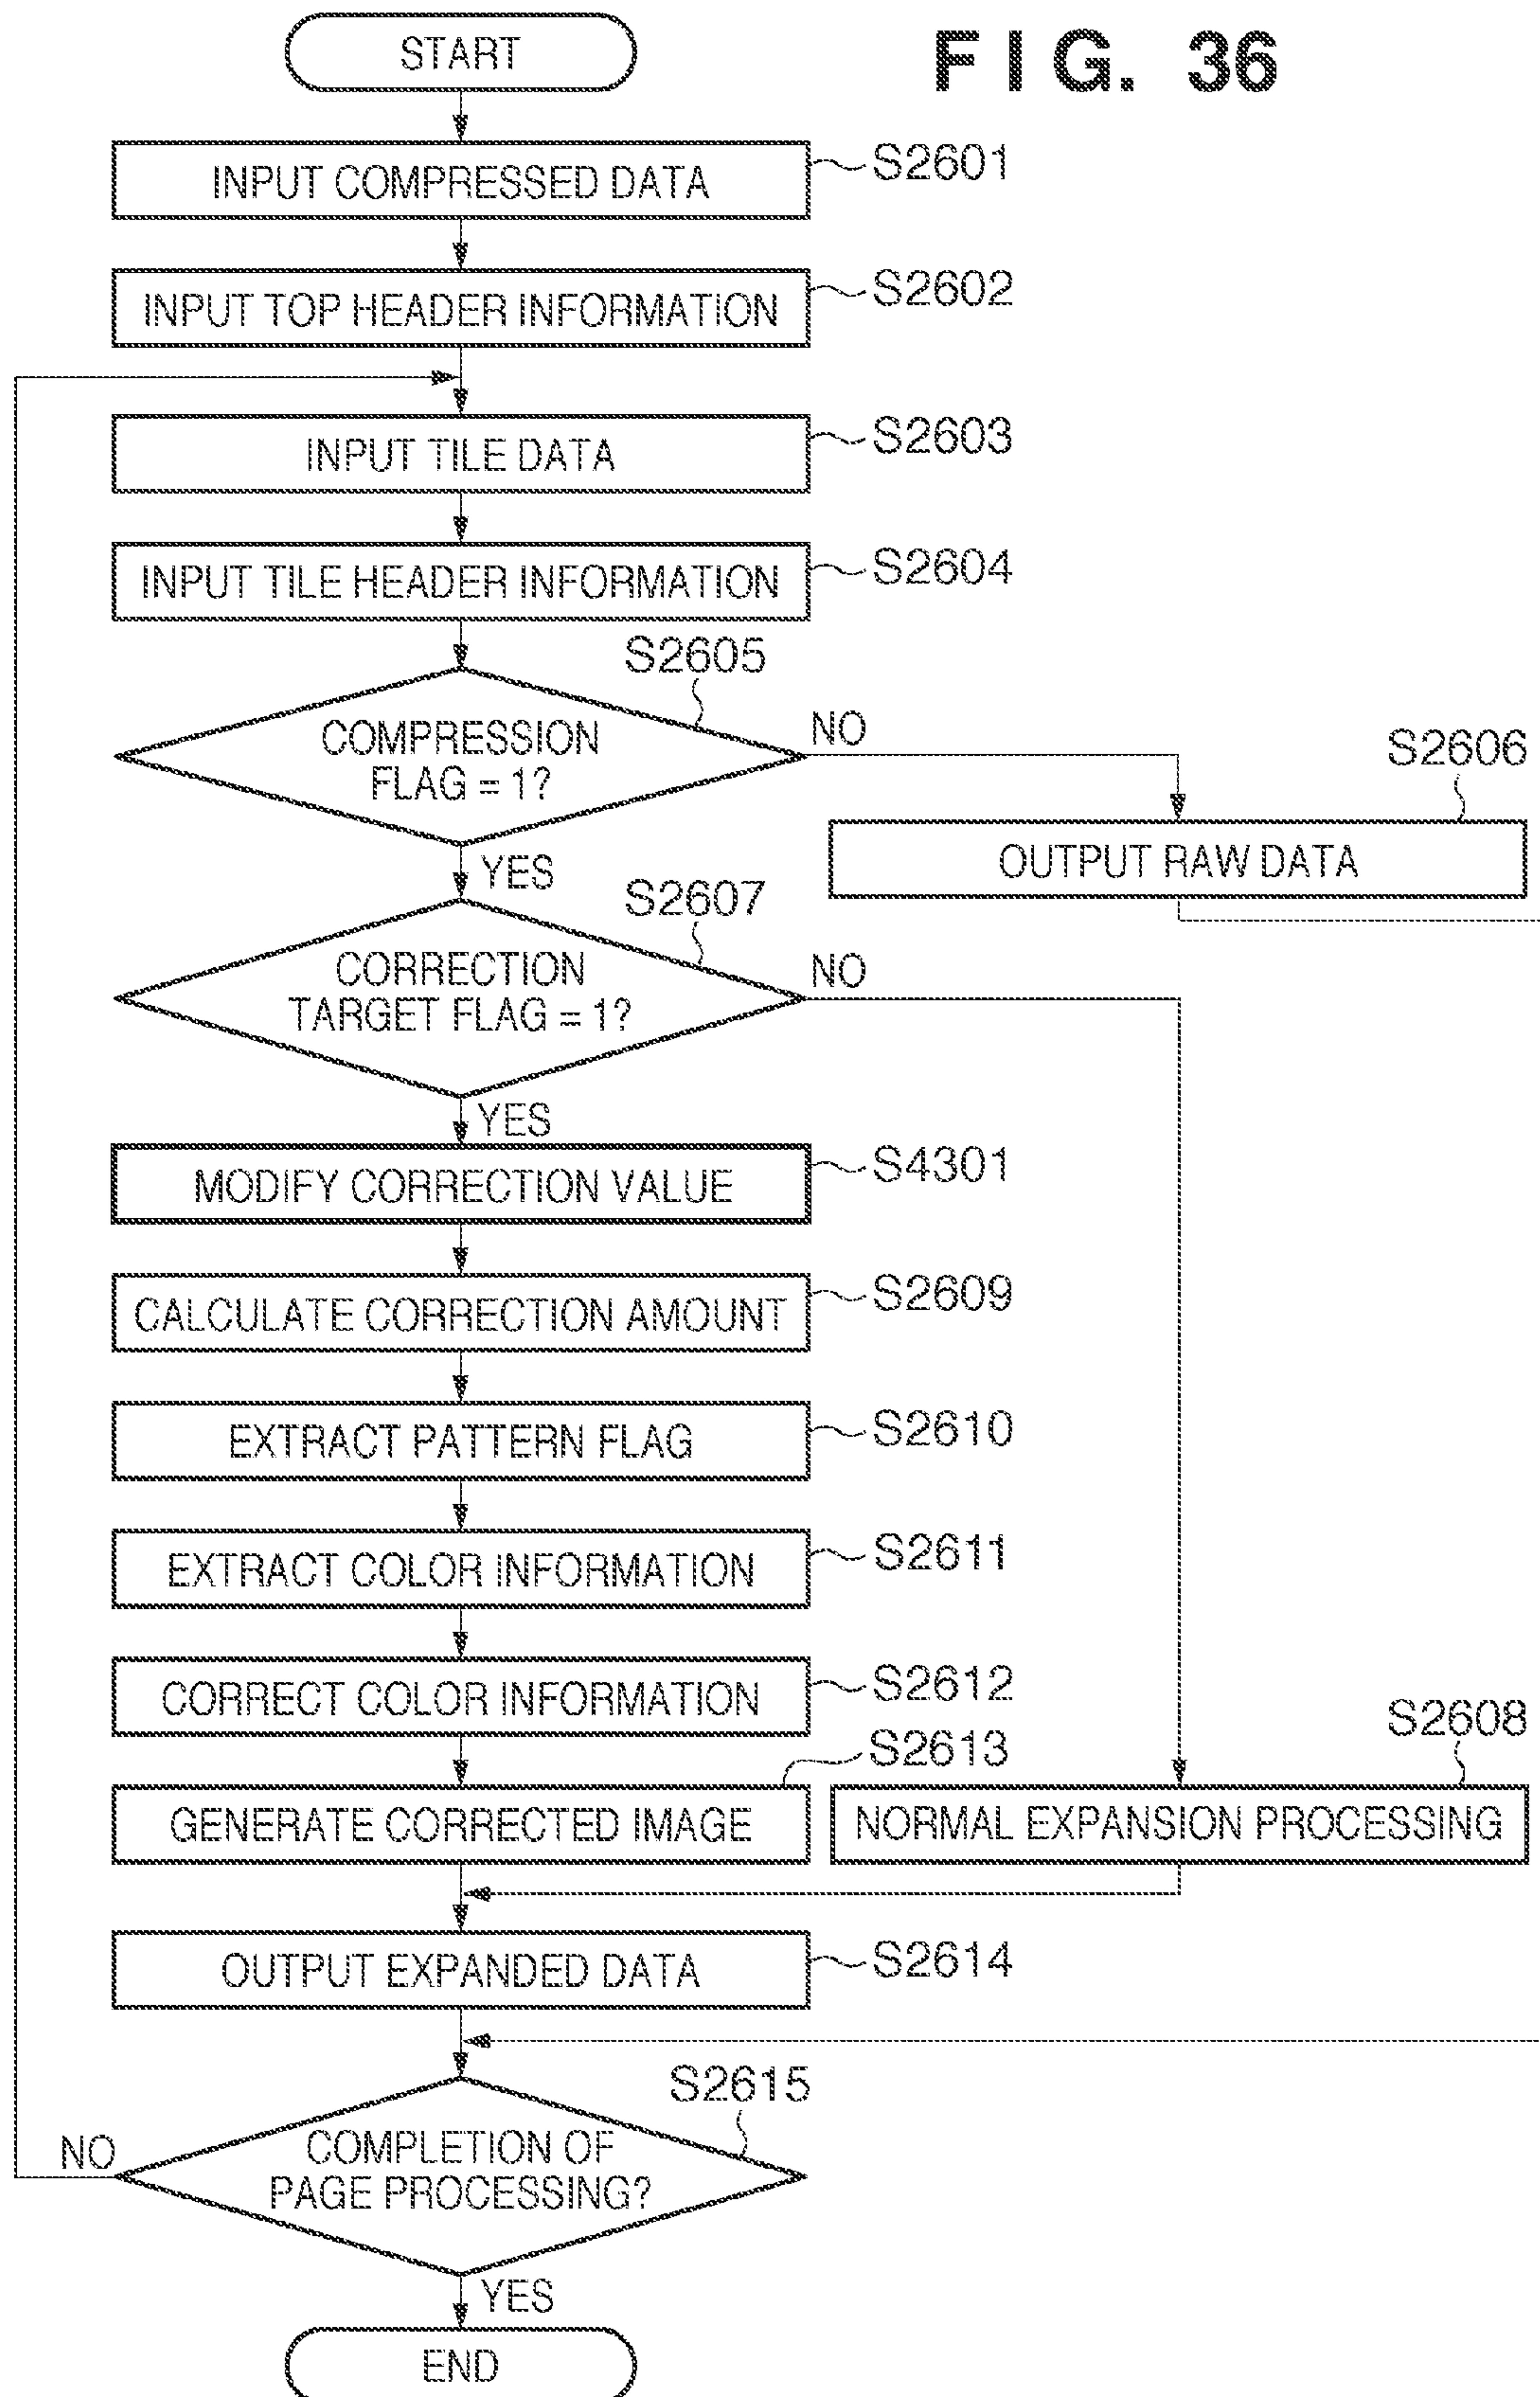 START
F I G. 36
INPUT COMPRESSED DATA
S2601
INPUT TOP HEADER INFORMATION
S2602
INPUT TILE DATA
S2603
INPUT TILE HEADER INFORMATION
S2604
S2605
COMPRESSION
FLAG = 1?
NO
S2606
OUTPUT RAW DATA
YES
S2607
CORRECTION
TARGET FLAG = 1?
NO
YES
MODIFY CORRECTION VALUE
S4301
CALCULATE CORRECTION AMOUNT
S2609
EXTRACT PATTERN FLAG
S2610
EXTRACT COLOR INFORMATION
S2611
CORRECT COLOR INFORMATION
S2612
S2613
GENERATE CORRECTED IMAGE
S2608
NORMAL EXPANSION PROCESSING
OUTPUT EXPANDED DATA
S2614
S2615
COMPLETION OF
PAGE PROCESSING?
NO
YES
END